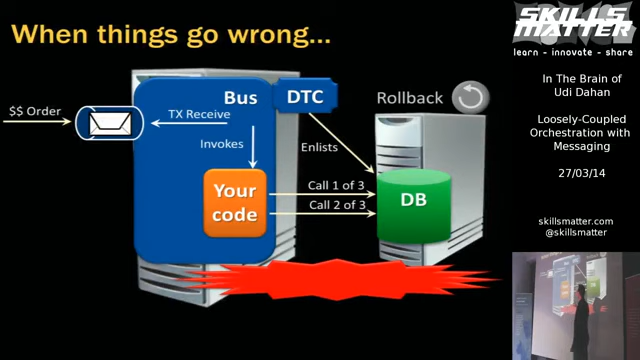 When things go wrong...
$$ Order
TX Receive
Bus
DTC
Invokes
Your
code
Enlists
Call 1 of 3
Call 2 of 3
Rollback
DB
SKILLS
MATTER
learn - innovate - share
In The Brain of
Udi Dahan
Loosely-Coupled
Orchestration with
Messaging
27/03/14
skillsmatter.com
@skillsmatter